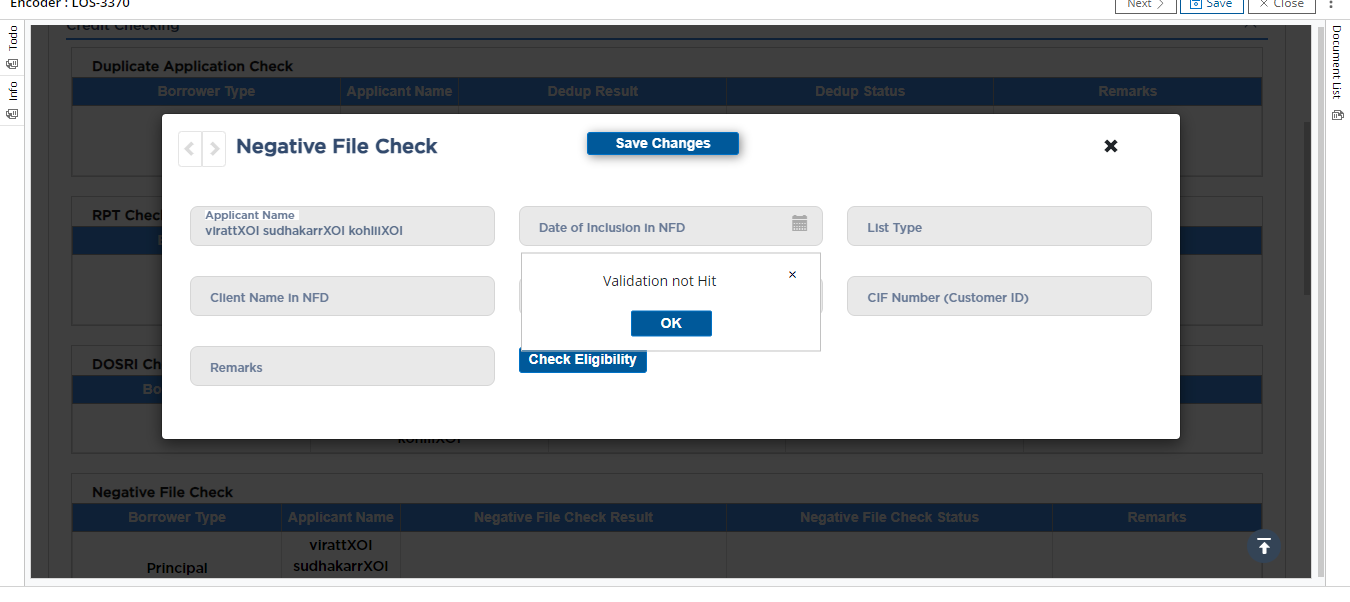 Encoder : LOS-3370
Next
Save
Close
Todo
Info
Document List
Credit Checking
Duplicate Application Check
Borrower Type Applicant Name Dedup Result Dedup Status Remarks
Negative File Check
Save Changes
RPT Chec
Applicant Name
virattXOI sudhakarrXOI kohliiXOI
Date of Inclusion in NFD
List Type
Validation not Hit
OK
Client Name in NFD
CIF Number (Customer ID)
Remarks
Check Eligibility
DOSRI Ch
Bo
kohliiXOI
Negative File Check
Borrower Type Applicant Name Negative File Check Result Negative File Check Status Remarks
virattXOI
Principal
sudhakarrXOI